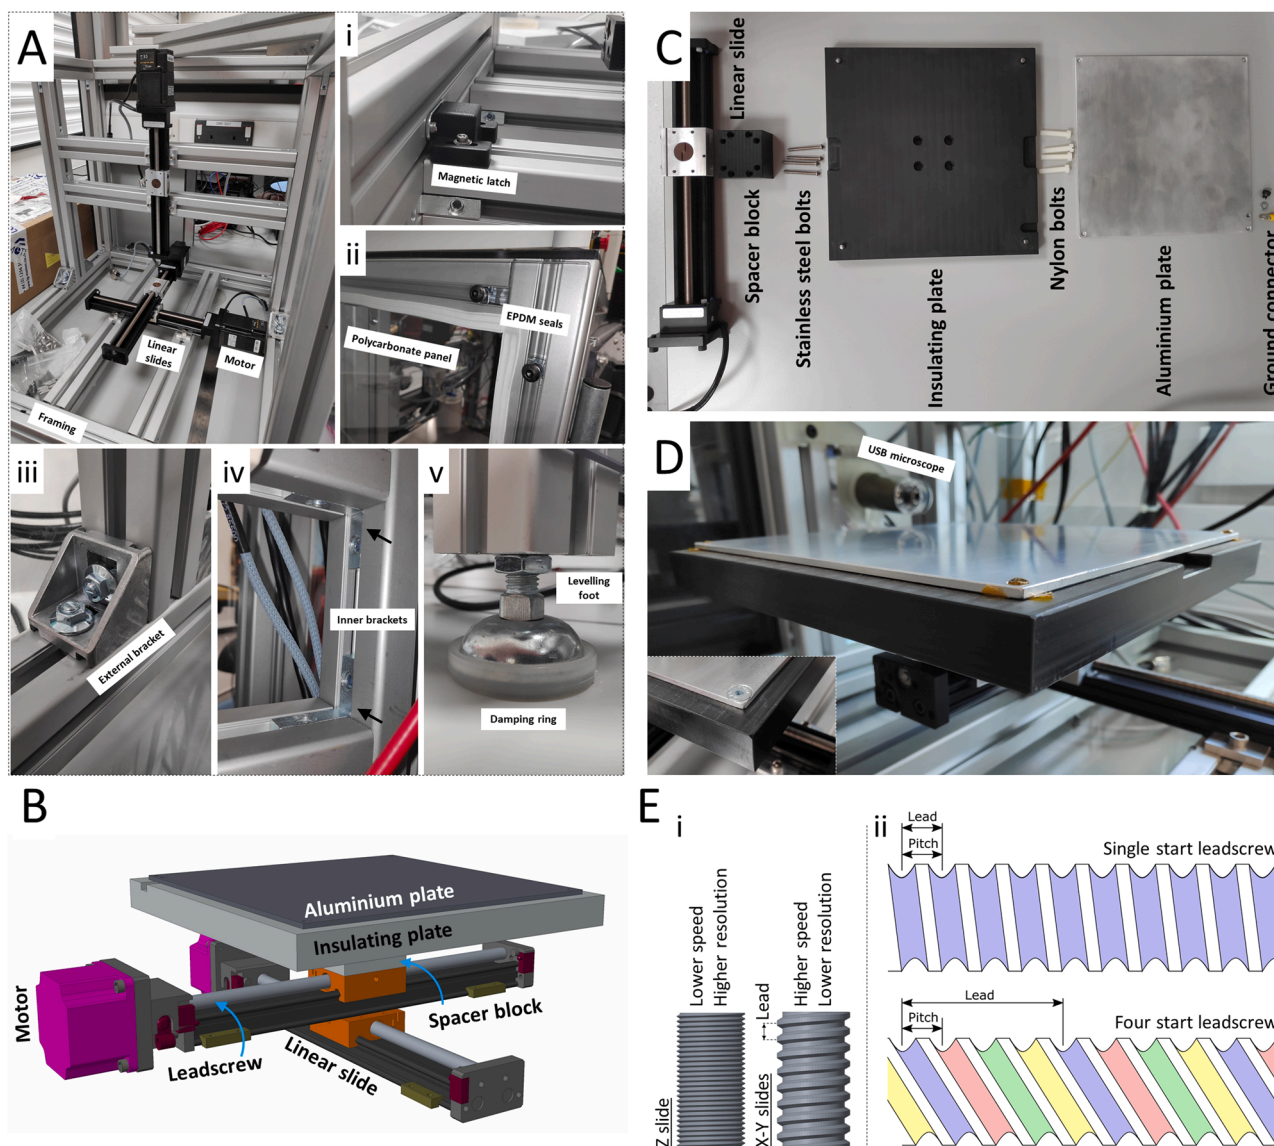 A
i
Magnetic latch
ii
EPDM seals
Polycarbonate panel
Linear
slides
Motor
Framing
iii
External bracket
iv
Inner brackets
v
Levelling
foot
Damping ring
B
Aluminium plate
Insulating plate
Spacer block
Motor
Leadscrew
Linear slide
C
Linear slide
Spacer block
Stainless steel bolts
Insulating plate
Nylon bolts
Aluminium plate
Ground connector
D
USB microscope
E
i
Lower speed
Higher resolution
Z slide
Lead
Higher speed
Lower resolution
X-Y slides
ii
Lead
Pitch
Single start leadscrew
Lead
Pitch
Four start leadscrew